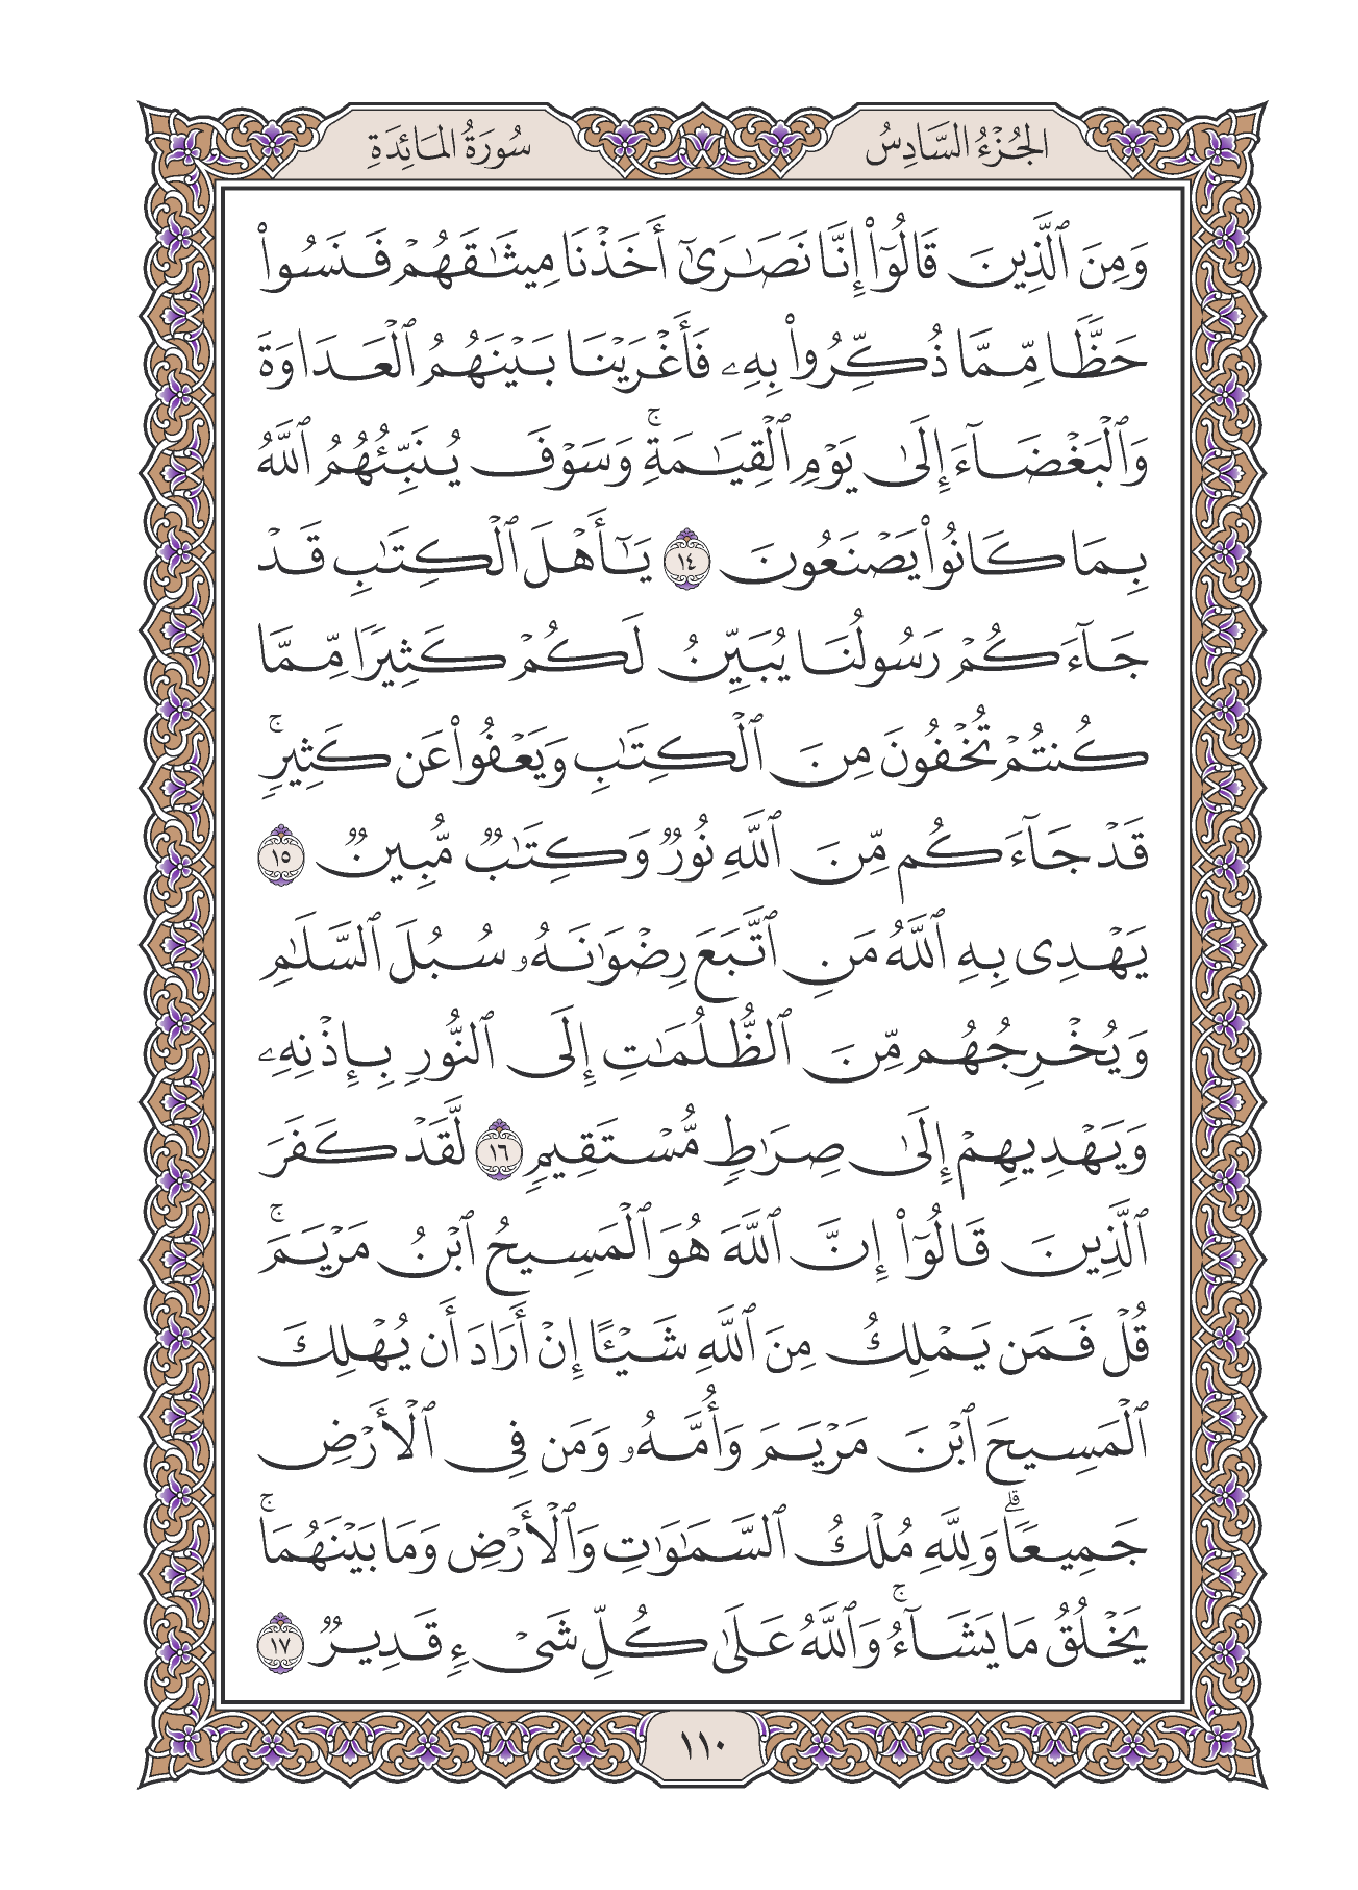 الجُزْءُ السَّادِسُ
سُورَةُ المَائِدَةِ
وَمِنَ ٱلَّذِينَ قَالُوٓا۟ إِنَّا نَصَـٰرَىٰٓ أَخَذْنَا مِيثَـٰقَهُمْ فَنَسُوا۟
حَظًّا مِّمَّا ذُكِّرُوا۟ بِهِۦ فَأَغْرَيْنَا بَيْنَهُمُ ٱلْعَدَاوَةَ
وَٱلْبَغْضَآءَ إِلَىٰ يَوْمِ ٱلْقِيَـٰمَةِ ۚ وَسَوْفَ يُنَبِّئُهُمُ ٱللَّهُ
بِمَا كَانُوا۟ يَصْنَعُونَ ١٤ يَـٰٓأَهْلَ ٱلْكِتَـٰبِ قَدْ
جَآءَكُمْ رَسُولُنَا يُبَيِّنُ لَكُمْ كَثِيرًا مِّمَّا
كُنتُمْ تُخْفُونَ مِنَ ٱلْكِتَـٰبِ وَيَعْفُوا۟ عَن كَثِيرٍ ۚ
قَدْ جَآءَكُم مِّنَ ٱللَّهِ نُورٌ وَكِتَـٰبٌ مُّبِينٌ ١٥
يَهْدِى بِهِ ٱللَّهُ مَنِ ٱتَّبَعَ رِضْوَٰنَهُۥ سُبُلَ ٱلسَّلَـٰمِ
وَيُخْرِجُهُم مِّنَ ٱلظُّلُمَـٰتِ إِلَى ٱلنُّورِ بِإِذْنِهِۦ
وَيَهْدِيهِمْ إِلَىٰ صِرَٰطٍ مُّسْتَقِيمٍ ١٦ لَّقَدْ كَفَرَ
ٱلَّذِينَ قَالُوٓا۟ إِنَّ ٱللَّهَ هُوَ ٱلْمَسِيحُ ٱبْنُ مَرْيَمَ ۚ
قُلْ فَمَن يَمْلِكُ مِنَ ٱللَّهِ شَيْـًٔا إِنْ أَرَادَ أَن يُهْلِكَ
ٱلْمَسِيحَ ٱبْنَ مَرْيَمَ وَأُمَّهُۥ وَمَن فِى ٱلْأَرْضِ
جَمِيعًا ۗ وَلِلَّهِ مُلْكُ ٱلسَّمَـٰوَٰتِ وَٱلْأَرْضِ وَمَا بَيْنَهُمَا ۚ
يَخْلُقُ مَا يَشَآءُ ۚ وَٱللَّهُ عَلَىٰ كُلِّ شَىْءٍ قَدِيرٌ ١٧
١١٠